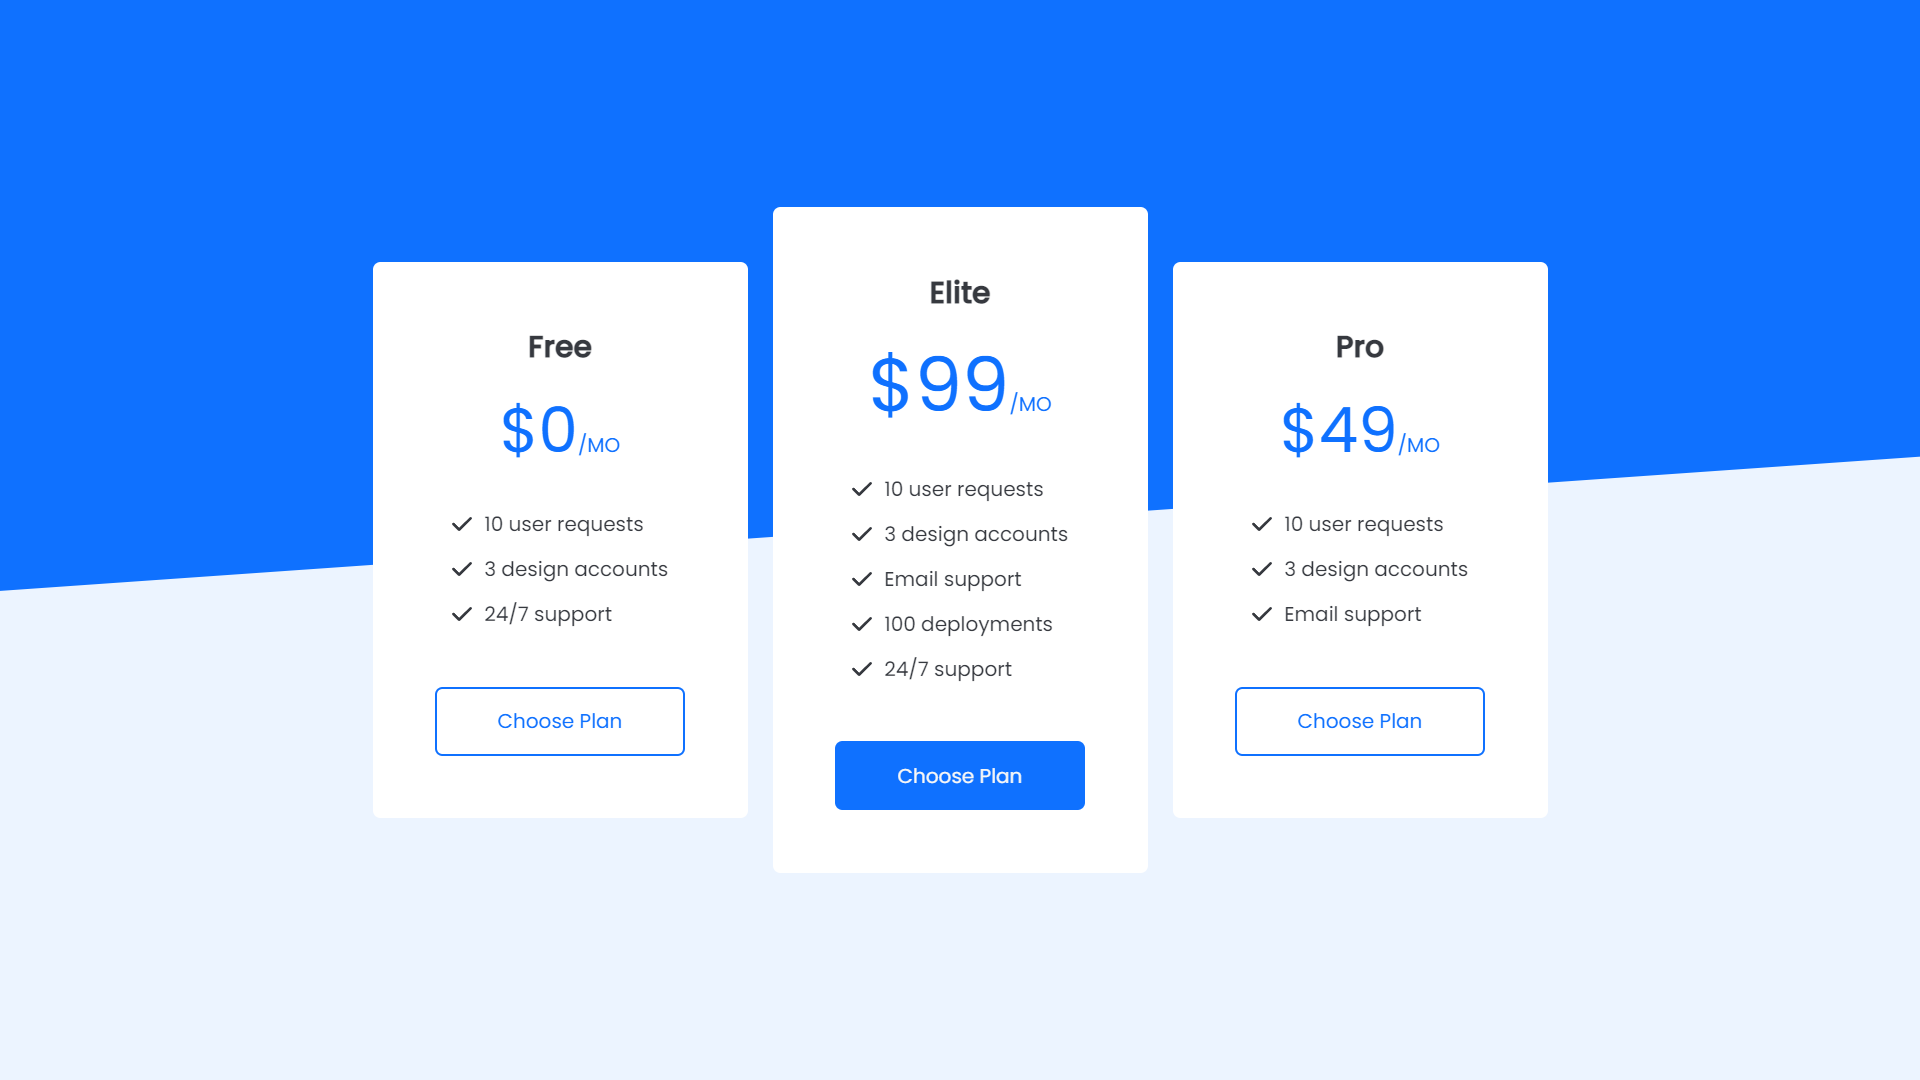 Free
$0/MO
10 user requests
3 design accounts
24/7 support
Choose Plan
Elite
$99/MO
10 user requests
3 design accounts
Email support
100 deployments
24/7 support
Choose Plan
Pro
$49/MO
10 user requests
3 design accounts
Email support
Choose Plan